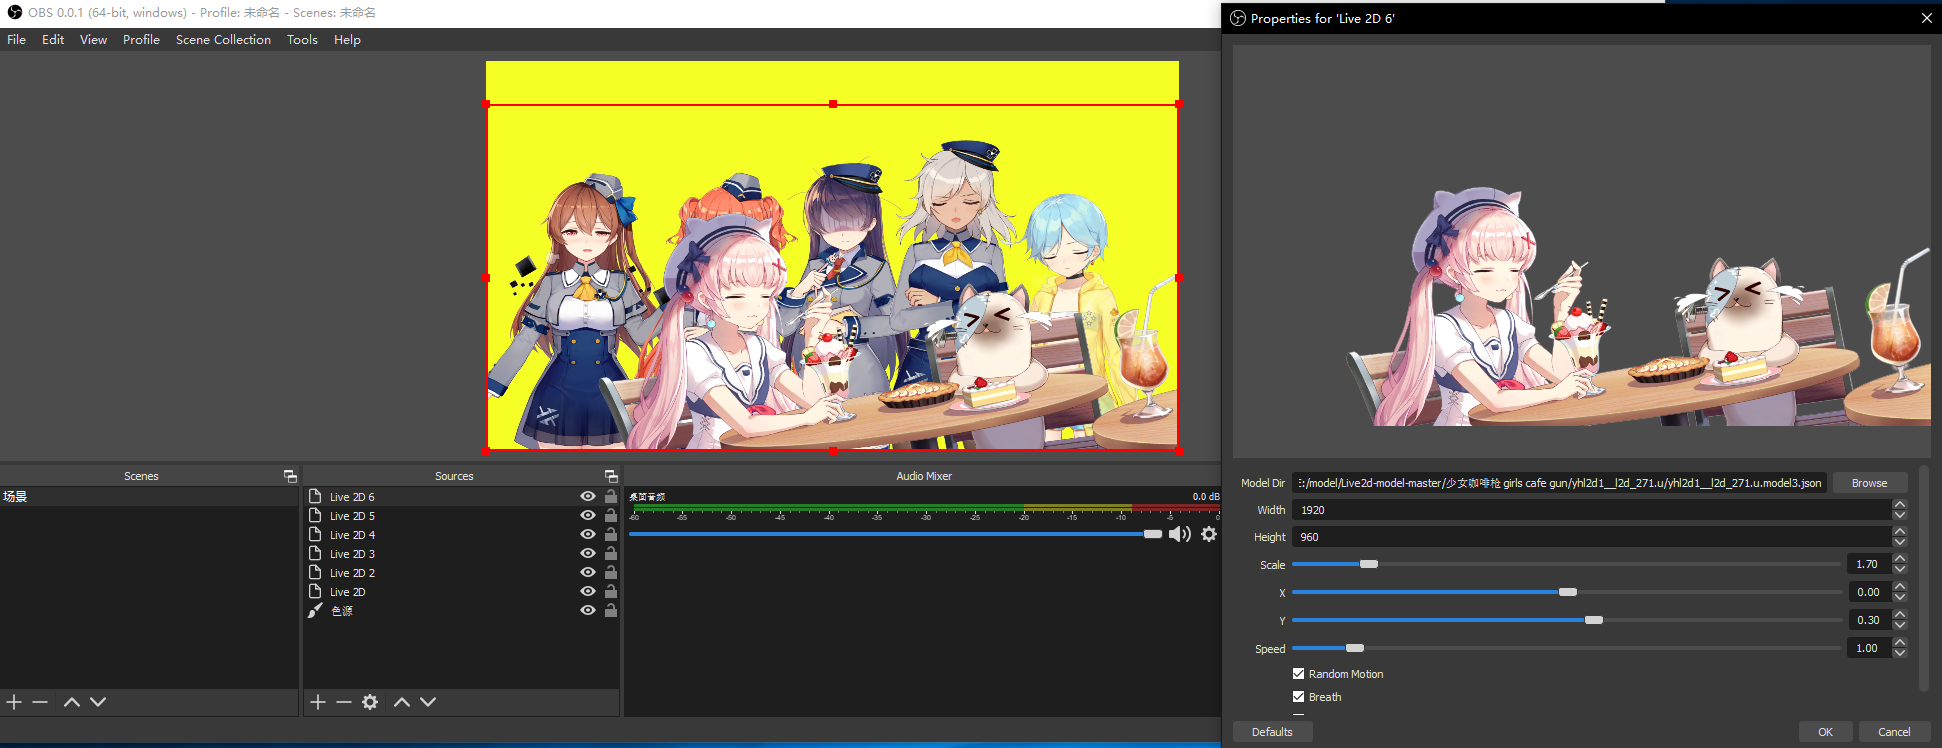 OBS 0.0.1 (64-bit, windows) - Profile: 未命名 - Scenes: 未命名
File Edit View Profile Scene Collection Tools Help
Scenes
场景
Sources
Live 2D 6
Live 2D 5
Live 2D 4
Live 2D 3
Live 2D 2
Live 2D
色源
Audio Mixer
桌面音频 0.0 dB
-60 -55 -50 -45 -40 -35 -30 -25 -20 -15 -10 -5 0
Properties for 'Live 2D 6'
Model Dir :/model/Live2d-model-master/少女咖啡枪 girls cafe gun/yhl2d1__l2d_271.u/yhl2d1__l2d_271.u.model3.json Browse
Width 1920
Height 960
Scale 1.70
X 0.00
Y 0.30
Speed 1.00
Random Motion
Breath
Defaults OK Cancel